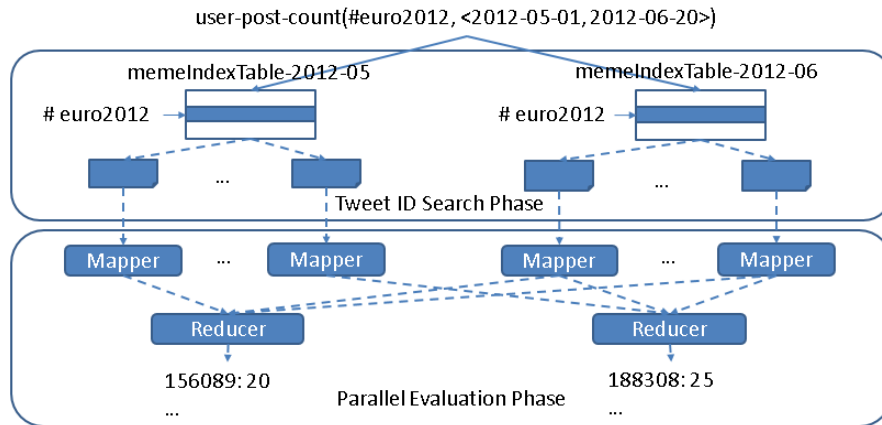 user-post-count(#euro2012, <2012-05-01, 2012-06-20>)
memeIndexTable-2012-05
memeIndexTable-2012-06
# euro2012
# euro2012
...
...
Tweet ID Search Phase
Mapper
...
Mapper
Mapper
...
Mapper
Reducer
Reducer
156089: 20
...
188308: 25
...
Parallel Evaluation Phase